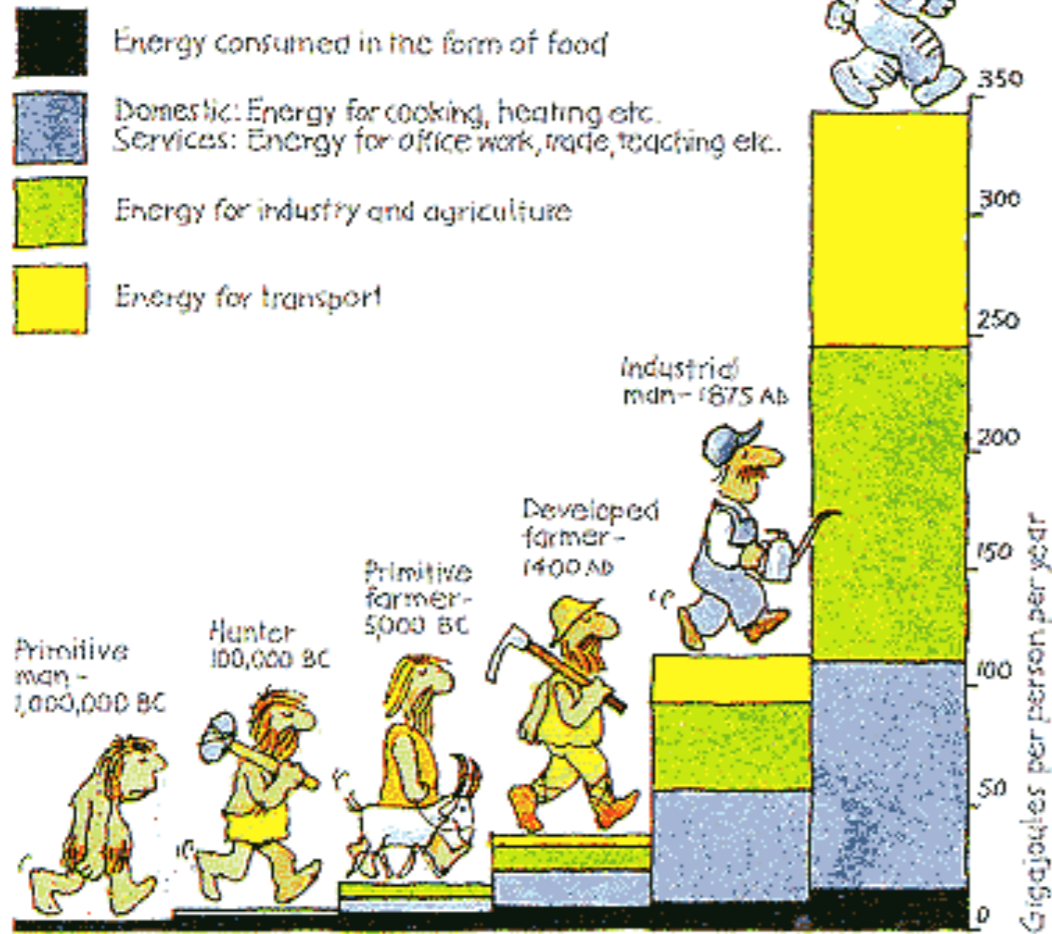 Energy consumed in the form of food
Domestic: Energy for cooking, heating etc.
Services: Energy for office work, trade, teaching etc.
Energy for industry and agriculture
Energy for transport
Primitive
man -
1,000,000 BC
Hunter
100,000 BC
Primitive
farmer-
5,000 BC
Developed
farmer-
1400 AD
Industrial
man- 1875 AD
350
300
250
200
150
100
50
0
Gigajoules per person per year